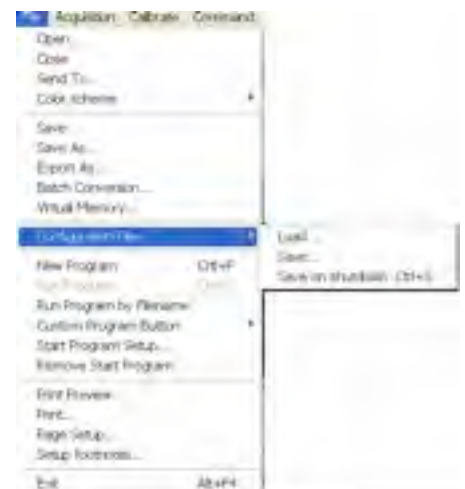 File Acquisition Calibrate Command
Open...
Close
Send To...
Color scheme
Save
Save As...
Export As...
Batch Conversion...
Virtual Memory...
Configuration Files
Load...
Save...
Save on shutdown Ctrl+S
New Program Ctrl+P
Run Program
Run Program by Filename
Custom Program Button
Start Program Setup...
Remove Start Program
Print Preview
Print...
Page Setup...
Setup footnotes...
Exit Alt+F4